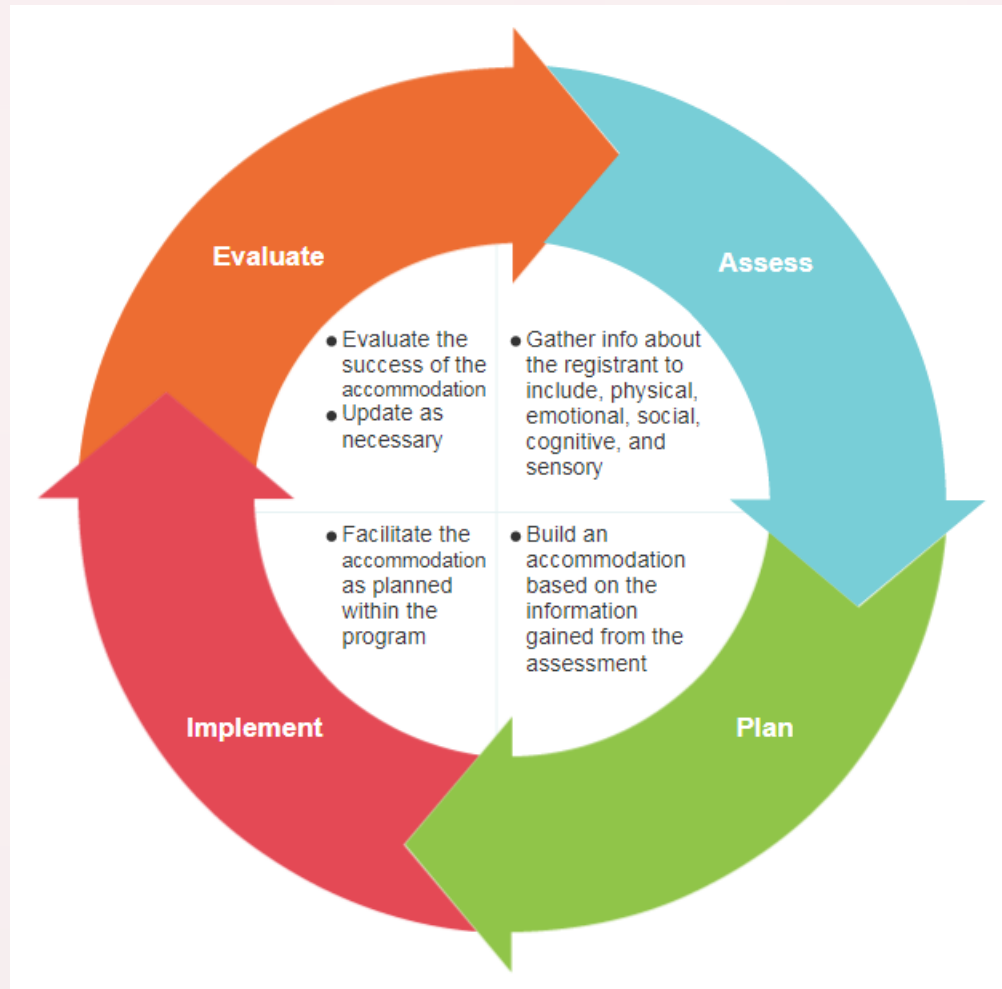 Evaluate
Assess
● Evaluate the
success of the
accommodation
● Update as
necessary
● Gather info about
the registrant to
include, physical,
emotional, social,
cognitive, and
sensory
● Facilitate the
accommodation
as planned
within the
program
● Build an
accommodation
based on the
information
gained from the
assessment
Implement
Plan